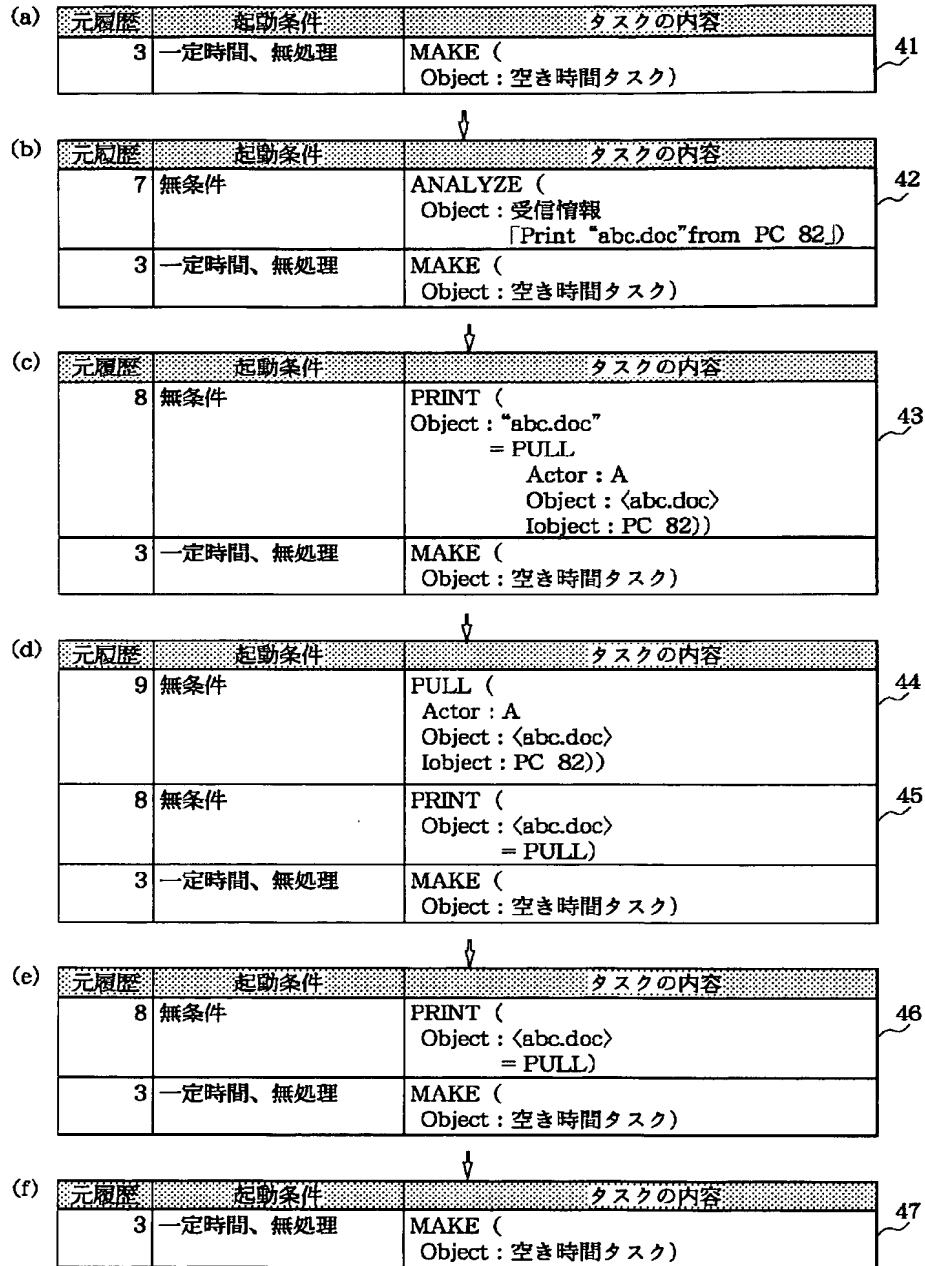 (a)
元履歴 起動条件 タスクの内容
3 一定時間、無処理 MAKE (
Object : 空き時間タスク)
41
(b)
元履歴 起動条件 タスクの内容
7 無条件 ANALYZE (
Object : 受信情報
「Print “abc.doc”from PC 82」)
42
3 一定時間、無処理 MAKE (
Object : 空き時間タスク)
(c)
元履歴 起動条件 タスクの内容
8 無条件 PRINT (
Object : “abc.doc”
= PULL
Actor : A
Object : 〈abc.doc〉
Iobject : PC 82))
43
3 一定時間、無処理 MAKE (
Object : 空き時間タスク)
(d)
元履歴 起動条件 タスクの内容
9 無条件 PULL (
Actor : A
Object : 〈abc.doc〉
Iobject : PC 82))
44
8 無条件 PRINT (
Object : 〈abc.doc〉
= PULL)
45
3 一定時間、無処理 MAKE (
Object : 空き時間タスク)
(e)
元履歴 起動条件 タスクの内容
8 無条件 PRINT (
Object : 〈abc.doc〉
= PULL)
46
3 一定時間、無処理 MAKE (
Object : 空き時間タスク)
(f)
元履歴 起動条件 タスクの内容
3 一定時間、無処理 MAKE (
Object : 空き時間タスク)
47